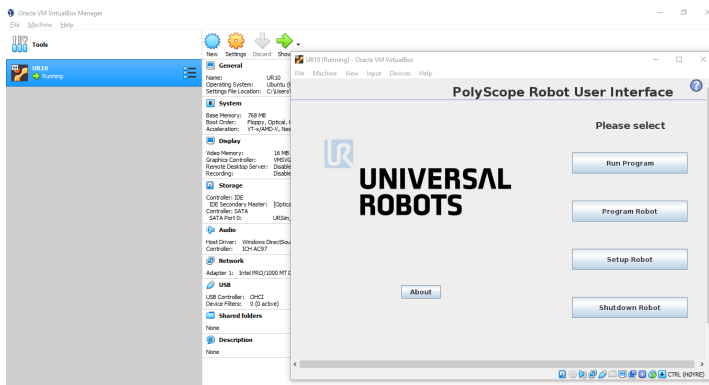 Oracle VM VirtualBox Manager
File Machine Help
Tools
New Settings Discard Show
UR10
Running
General
Name: UR10
Operating System: Ubuntu
Settings File Location: C:\Users
System
Base Memory: 768 MB
Boot Order: Floppy, Optical,
Acceleration: VT-x/AMD-V, Nes
Display
Video Memory: 16 MB
Graphics Controller: VMSVG
Remote Desktop Server: Disable
Recording: Disable
Storage
Controller: IDE
IDE Secondary Master: [Optica
Controller: SATA
SATA Port 0: URSim_
Audio
Host Driver: Windows DirectSou
Controller: ICH AC97
Network
Adapter 1: Intel PRO/1000 MT D
USB
USB Controller: OHCI
Device Filters: 0 (0 active)
Shared folders
None
Description
None
UR10 [Running] - Oracle VM VirtualBox
File Machine View Input Devices Help
PolyScope Robot User Interface
?
Please select
UR
UNIVERSAL
ROBOTS
Run Program
Program Robot
Setup Robot
About
Shutdown Robot
CTRL (HØYRE)